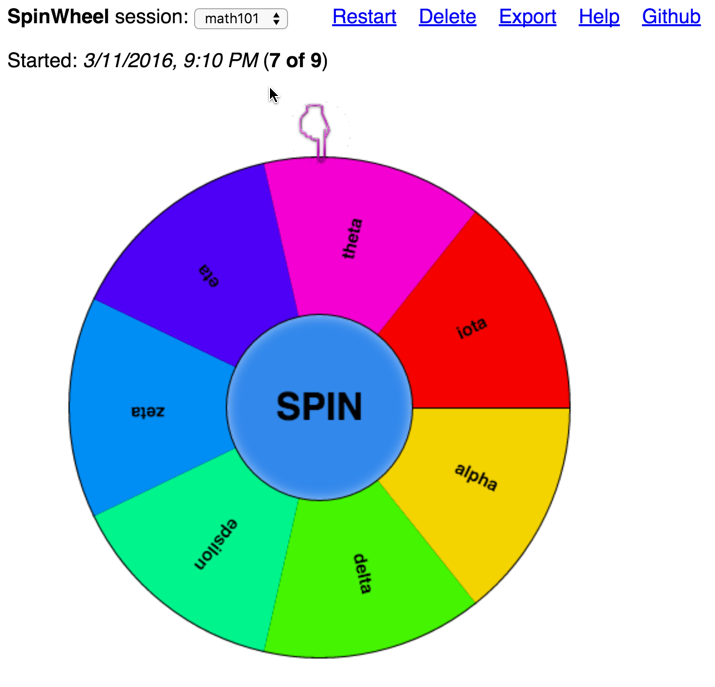 SpinWheel session: math101 Restart Delete Export Help Github
Started: 3/11/2016, 9:10 PM (7 of 9)
theta
eta
iota
zeta
SPIN
alpha
epsilon
delta